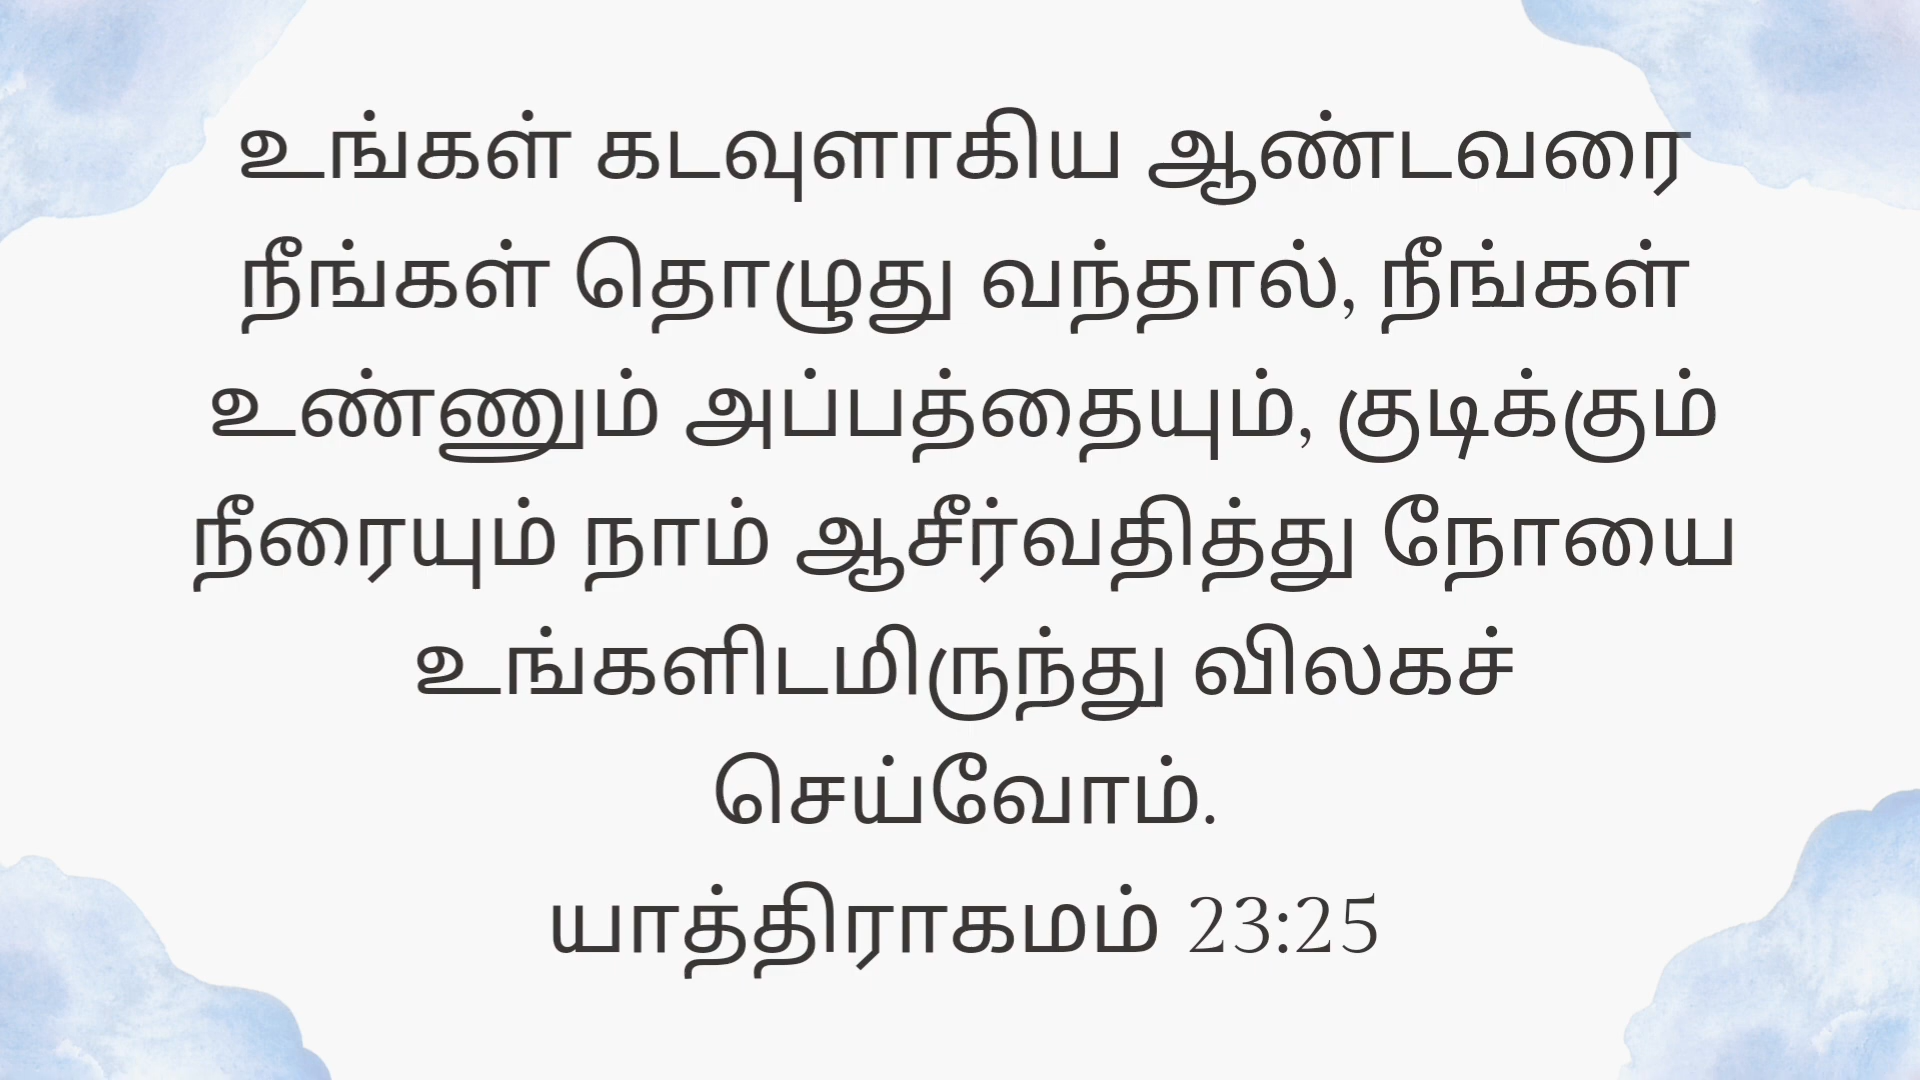 உங்கள் கடவுளாகிய ஆண்டவரை
நீங்கள் தொழுது வந்தால், நீங்கள்
உண்ணும் அப்பத்தையும், குடிக்கும்
நீரையும் நாம் ஆசீர்வதித்து நோயை
உங்களிடமிருந்து விலகச்
செய்வோம்.
யாத்திராகமம் 23:25